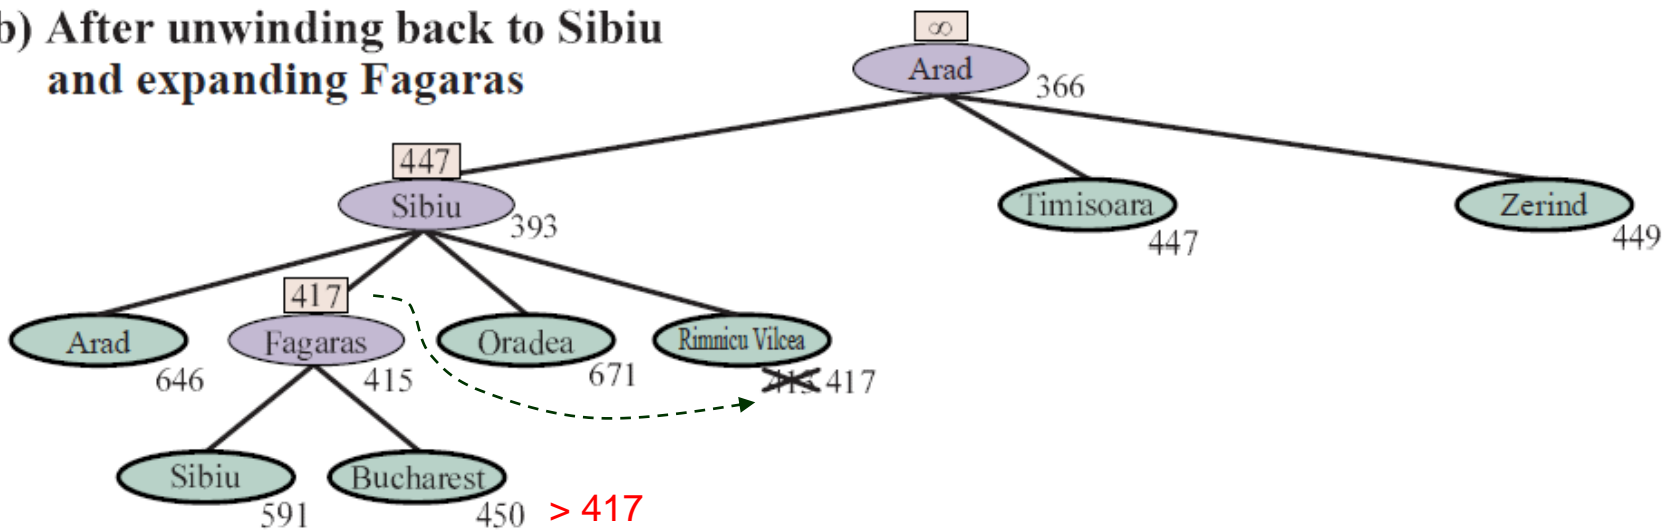 b) After unwinding back to Sibiu
and expanding Fagaras
∞
Arad
366
447
Sibiu
393
Timisoara
447
Zerind
449
417
Arad
646
Fagaras
415
Oradea
671
Rimnicu Vilcea
413 417
Sibiu
591
Bucharest
450 > 417